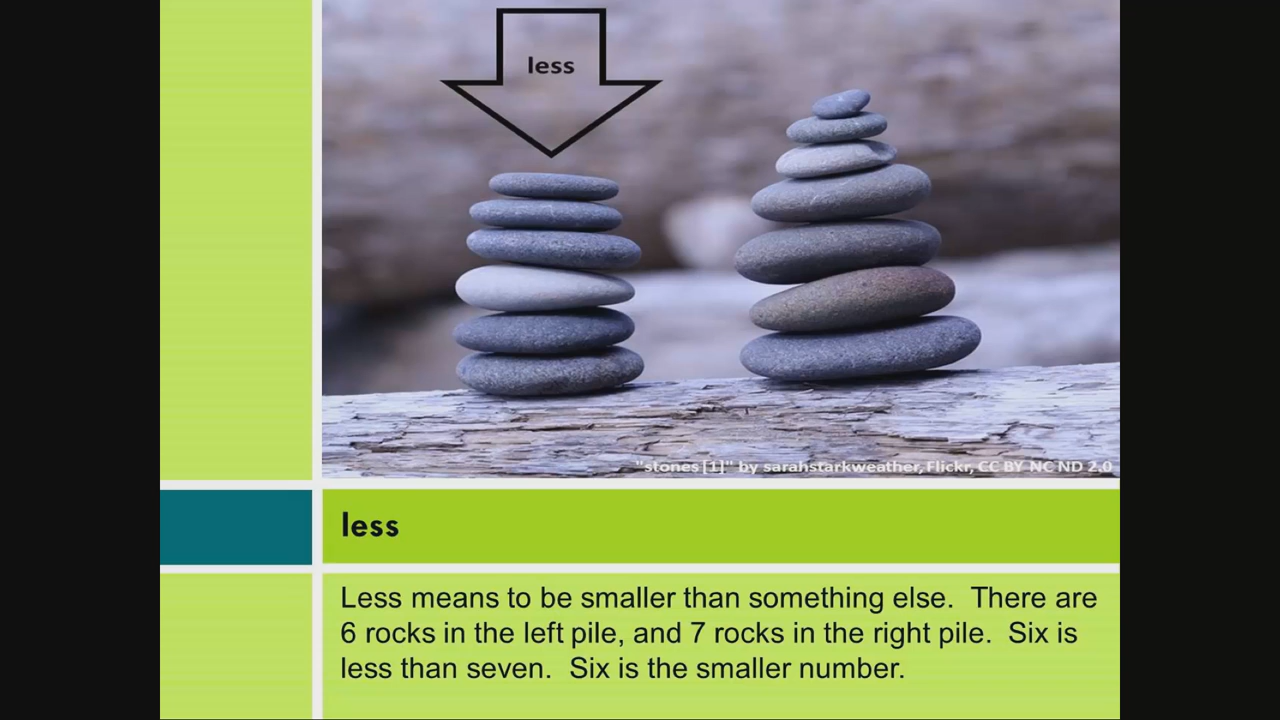 less
"stones [1]" by sarahstarkweather, Flickr, CC BY NC ND 2.0
less
Less means to be smaller than something else.  There are
6 rocks in the left pile, and 7 rocks in the right pile.  Six is
less than seven.  Six is the smaller number.